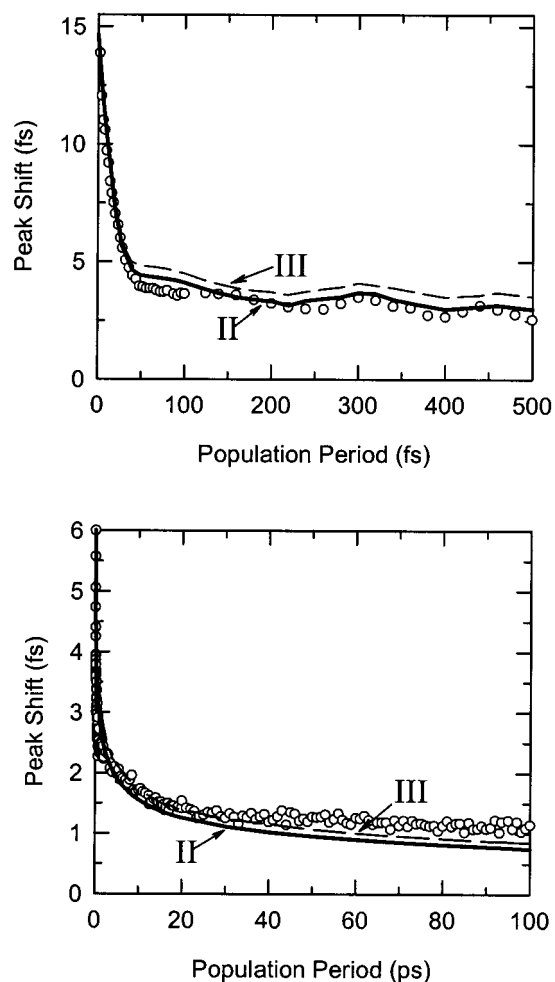 15
10
5
0
Peak Shift (fs)
III
II
0 100 200 300 400 500
Population Period (fs)
6
5
4
3
2
1
0
Peak Shift (fs)
III
II
0 20 40 60 80 100
Population Period (ps)